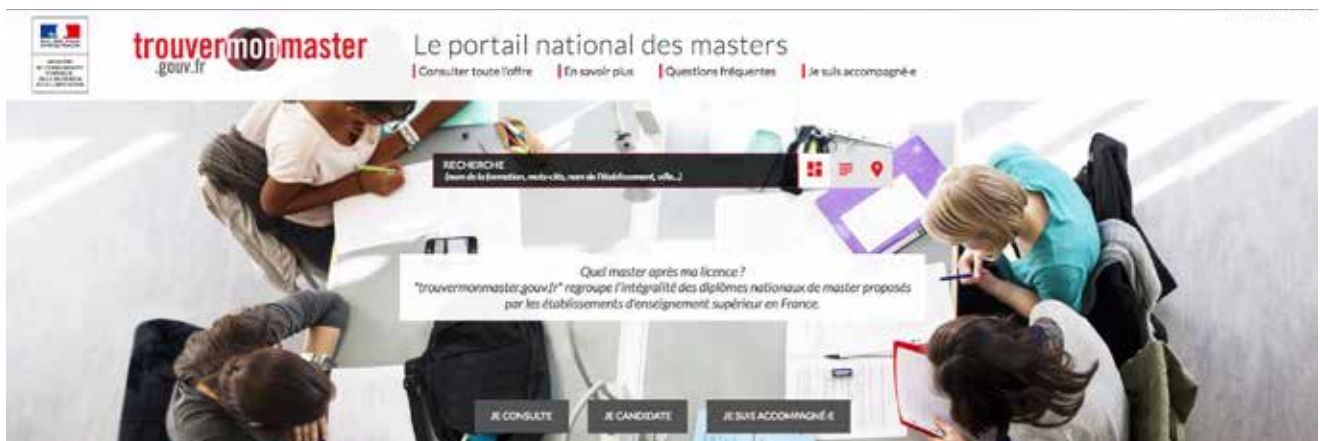 trouvermonmaster
.gouv.fr
Le portail national des masters
Consulter toute l'offre
En savoir plus
Questions fréquentes
Je suis accompagné·e
RECHERCHE
(nom de la formation, mots-clés, nom de l'établissement, ville...)
Quel master après ma licence ?
"trouvermonmaster.gouv.fr" regroupe l'intégralité des diplômes nationaux de master proposés
par les établissements d'enseignement supérieur en France.
JE CONSULTE
JE CANDIDATE
JE SUIS ACCOMPAGNÉ·E